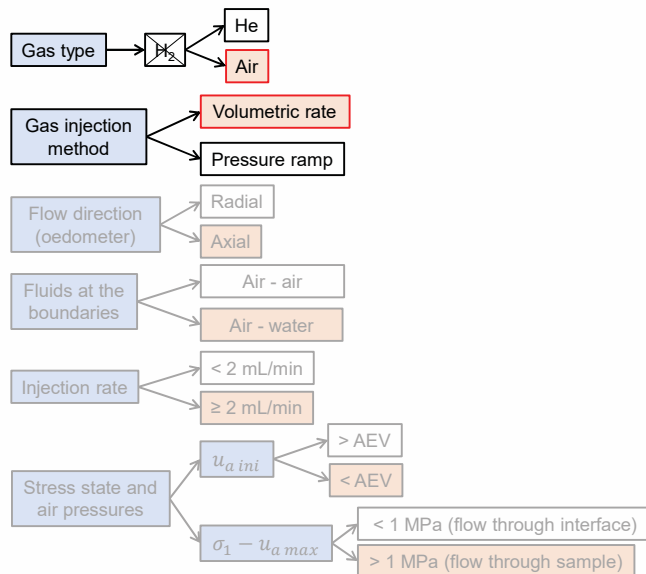 He
Gas type
H₂
Air
Volumetric rate
Gas injection
method
Pressure ramp
Radial
Flow direction
(oedometer)
Axial
Air - air
Fluids at the
boundaries
Air - water
< 2 mL/min
Injection rate
≥ 2 mL/min
> AEV
u_{a ini}
< AEV
Stress state and
air pressures
< 1 MPa (flow through interface)
σ₁ − u_{a max}
> 1 MPa (flow through sample)